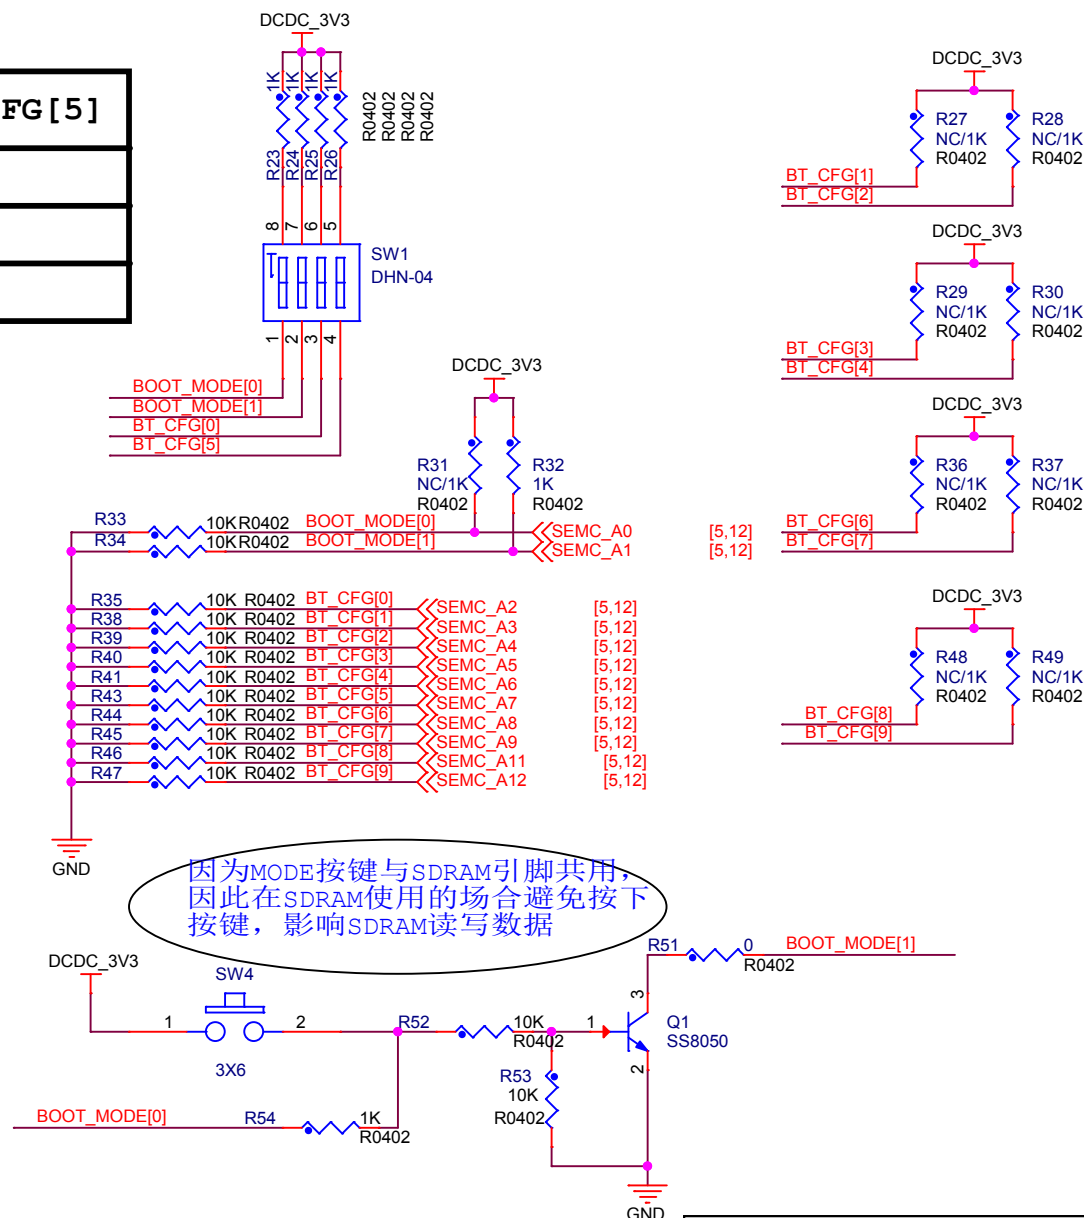 FG[5]
DCDC_3V3
1K
1K
1K
1K
R0402
R0402
R0402
R0402
R23
R24
R25
R26
8
7
6
5
SW1
DHN-04
1
2
3
4
BOOT_MODE[0]
BOOT_MODE[1]
BT_CFG[0]
BT_CFG[5]
DCDC_3V3
R27
NC/1K
R0402
R28
NC/1K
R0402
BT_CFG[1]
BT_CFG[2]
DCDC_3V3
R29
NC/1K
R0402
R30
NC/1K
R0402
BT_CFG[3]
BT_CFG[4]
DCDC_3V3
R36
NC/1K
R0402
R37
NC/1K
R0402
BT_CFG[6]
BT_CFG[7]
DCDC_3V3
R48
NC/1K
R0402
R49
NC/1K
R0402
BT_CFG[8]
BT_CFG[9]
DCDC_3V3
R31
NC/1K
R0402
R32
1K
R0402
R33 10K R0402 BOOT_MODE[0] SEMC_A0 [5,12]
R34 10K R0402 BOOT_MODE[1] SEMC_A1 [5,12]
R35 10K R0402 BT_CFG[0] SEMC_A2 [5,12]
R38 10K R0402 BT_CFG[1] SEMC_A3 [5,12]
R39 10K R0402 BT_CFG[2] SEMC_A4 [5,12]
R40 10K R0402 BT_CFG[3] SEMC_A5 [5,12]
R41 10K R0402 BT_CFG[4] SEMC_A6 [5,12]
R43 10K R0402 BT_CFG[5] SEMC_A7 [5,12]
R44 10K R0402 BT_CFG[6] SEMC_A8 [5,12]
R45 10K R0402 BT_CFG[7] SEMC_A9 [5,12]
R46 10K R0402 BT_CFG[8] SEMC_A11 [5,12]
R47 10K R0402 BT_CFG[9] SEMC_A12 [5,12]
GND
因为MODE按键与SDRAM引脚共用，
因此在SDRAM使用的场合避免按下
按键，影响SDRAM读写数据
DCDC_3V3
SW4
1
2
3X6
R52
10K
R0402
R53
10K
R0402
BOOT_MODE[0]
R54
1K
R0402
R51
0
R0402
BOOT_MODE[1]
3
1
2
Q1
SS8050
GND